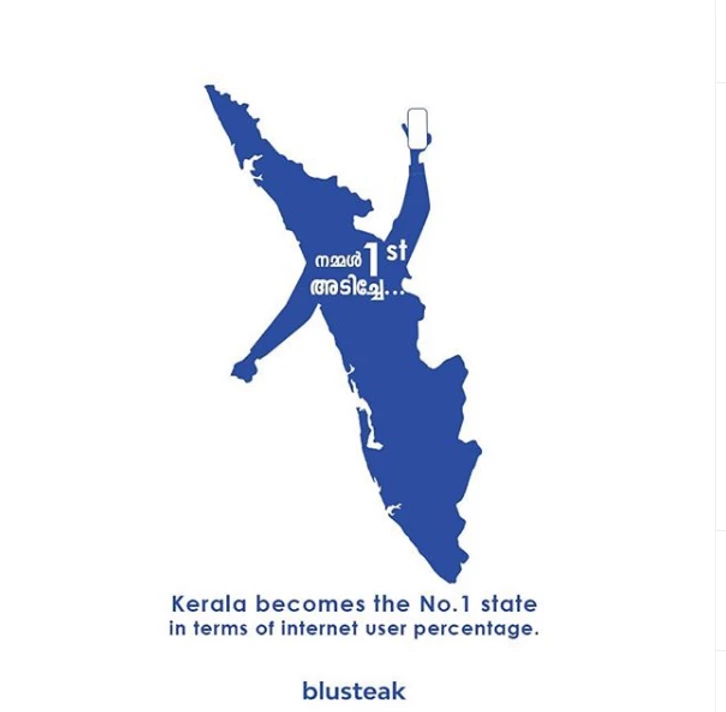 നമ്മൾ 1st
അടിച്ചേ...
Kerala becomes the No.1 state
in terms of internet user percentage.
blusteak